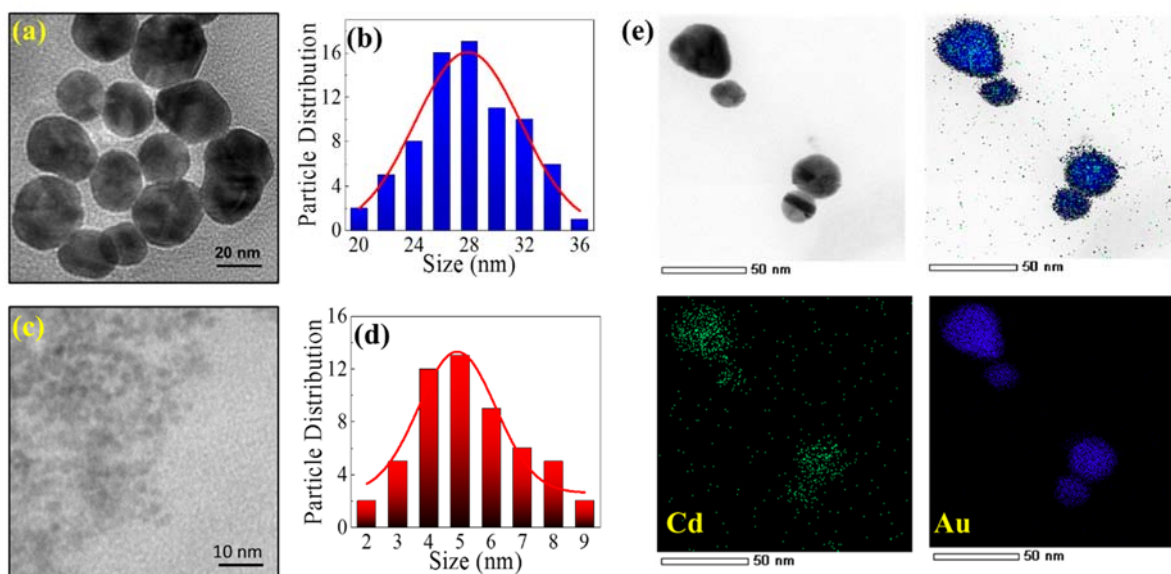 (a)
20 nm
(b)
Particle Distribution
16
12
8
4
0
20 24 28 32 36
Size (nm)
(c)
10 nm
(d)
Particle Distribution
16
12
8
4
0
2 3 4 5 6 7 8 9
Size (nm)
(e)
50 nm
50 nm
Cd
50 nm
Au
50 nm